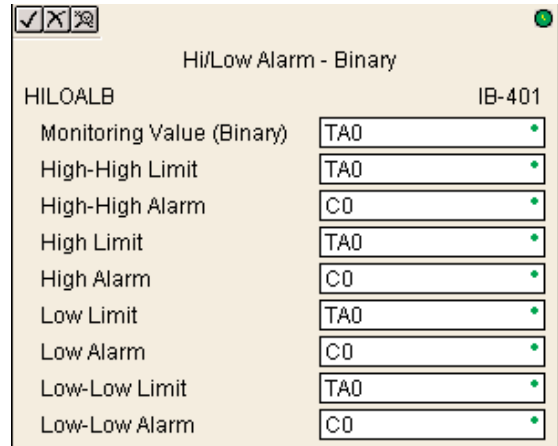 Hi/Low Alarm - Binary
HILOALB IB-401
Monitoring Value (Binary) TA0
High-High Limit TA0
High-High Alarm C0
High Limit TA0
High Alarm C0
Low Limit TA0
Low Alarm C0
Low-Low Limit TA0
Low-Low Alarm C0